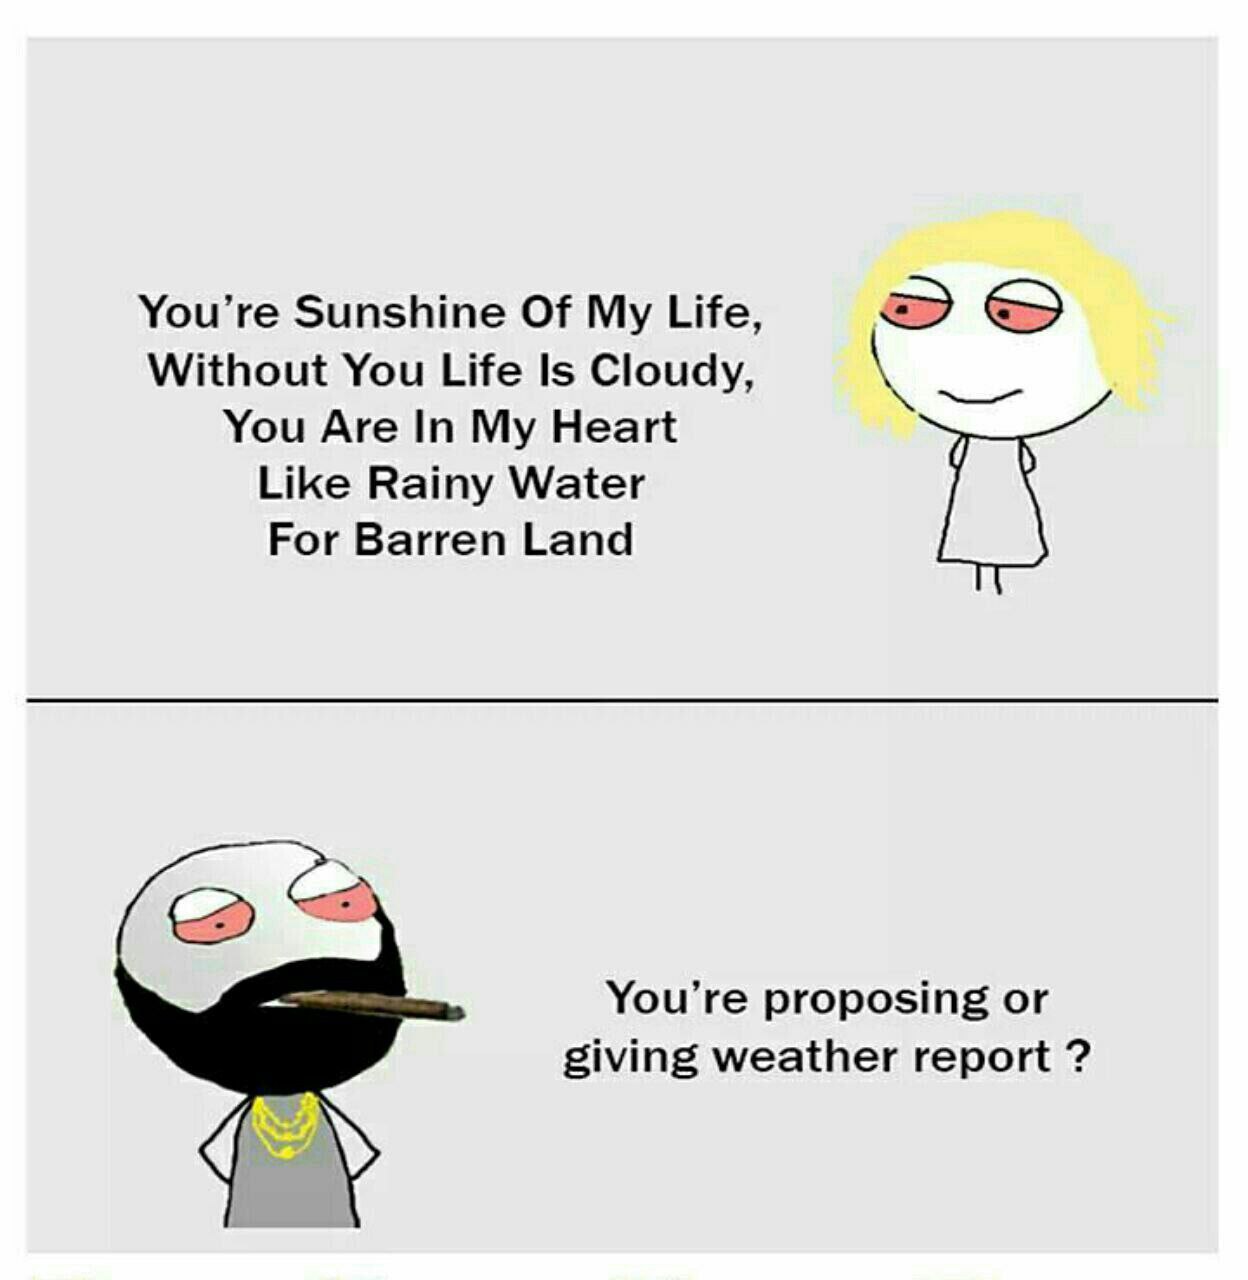 You're Sunshine Of My Life,
Without You Life Is Cloudy,
You Are In My Heart
Like Rainy Water
For Barren Land
You're proposing or
giving weather report ?